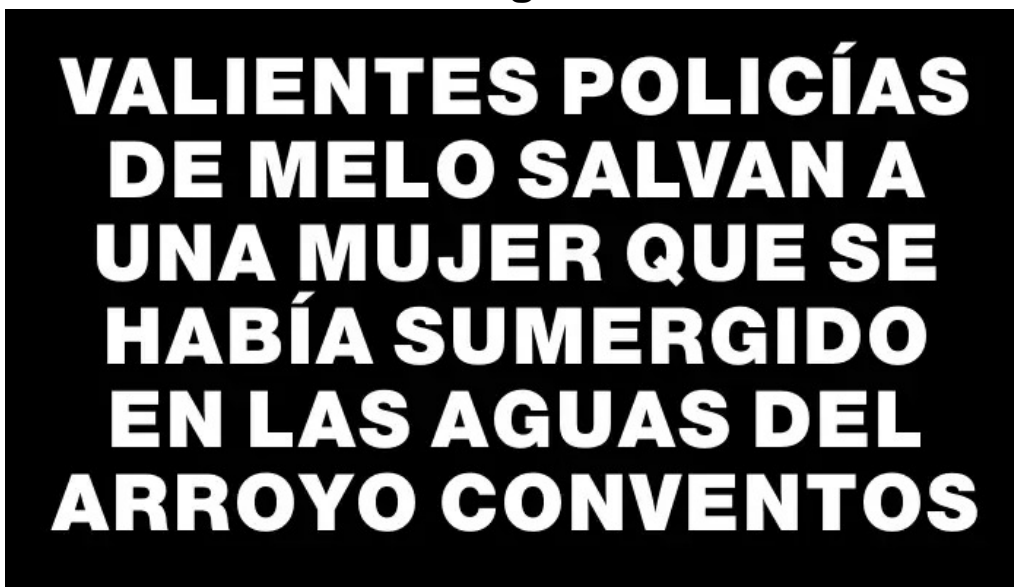 VALIENTES POLICÍAS
DE MELO SALVAN A
UNA MUJER QUE SE
HABÍA SUMERGIDO
EN LAS AGUAS DEL
ARROYO CONVENTOS